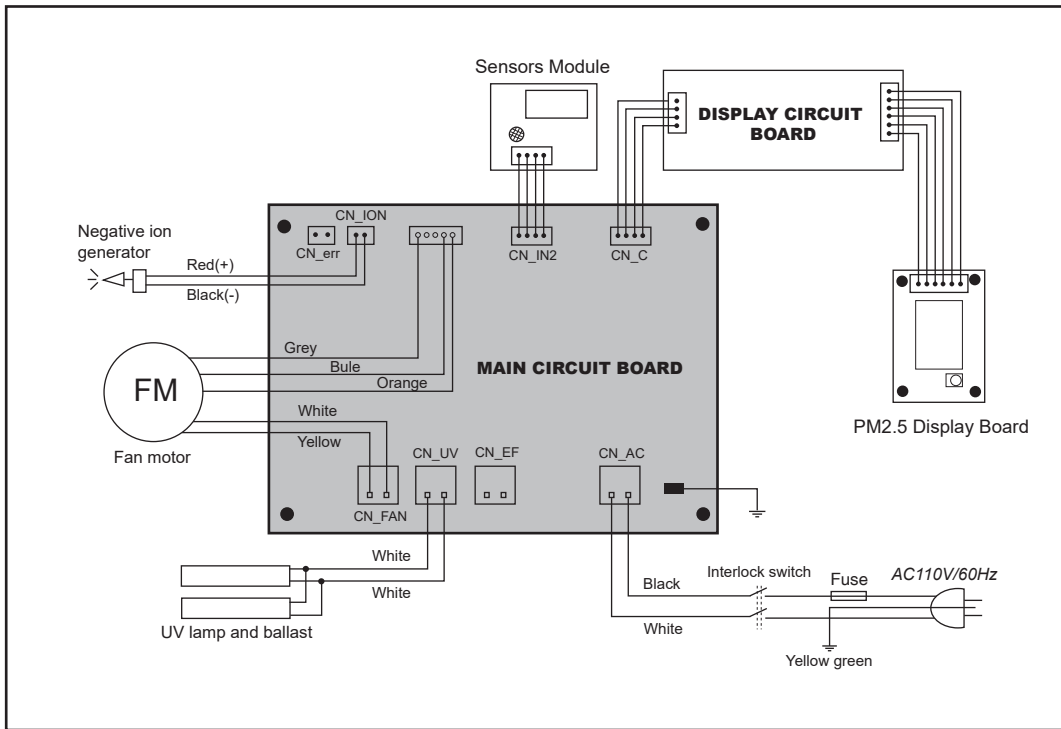 Sensors Module
DISPLAY CIRCUIT
BOARD
Negative ion
generator
CN_ION
CN_err
CN_IN2
CN_C
Red(+)
Black(-)
Grey
Bule
Orange
MAIN CIRCUIT BOARD
FM
White
Yellow
Fan motor
PM2.5 Display Board
CN_UV
CN_EF
CN_AC
CN_FAN
White
White
UV lamp and ballast
Black
White
Interlock switch
Fuse
AC110V/60Hz
Yellow green